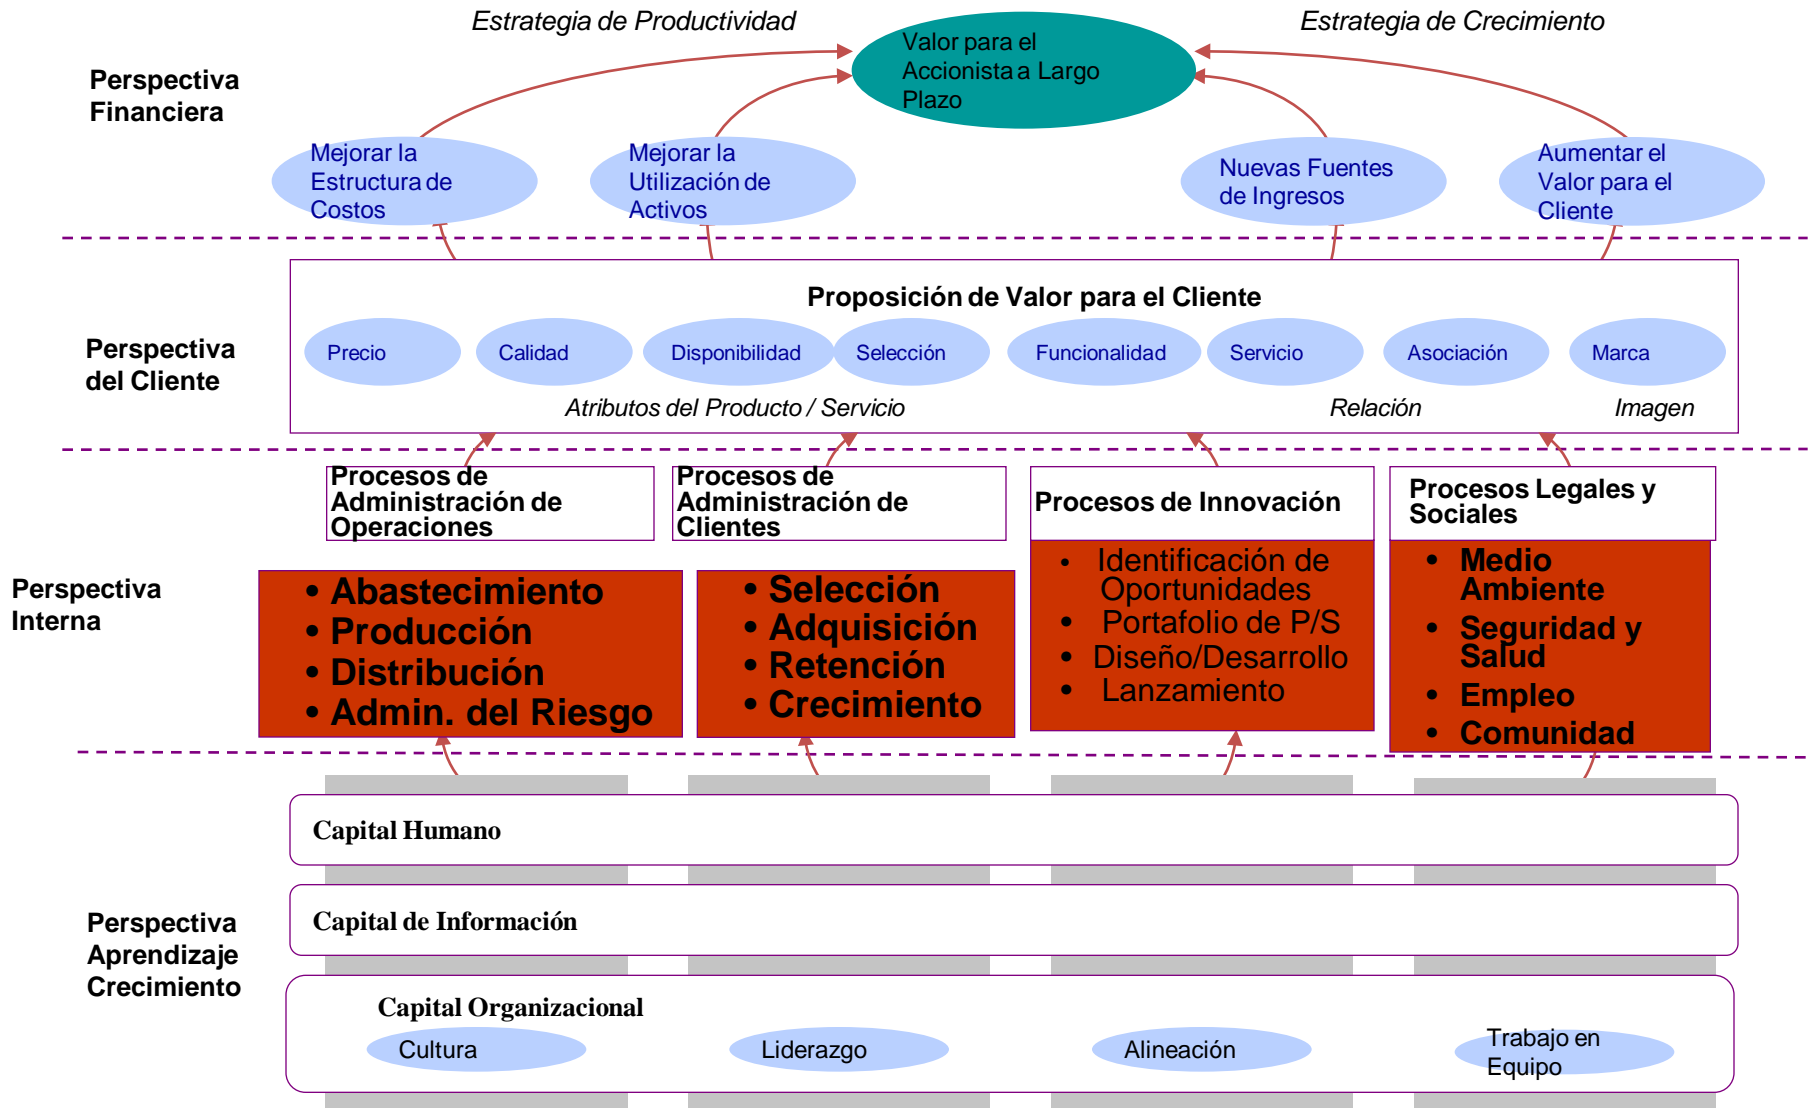 Estrategia de Productividad
Estrategia de Crecimiento
Valor para el
Accionista a Largo
Plazo
Perspectiva
Financiera
Mejorar la
Estructura de
Costos
Mejorar la
Utilización de
Activos
Nuevas Fuentes
de Ingresos
Aumentar el
Valor para el
Cliente
Proposición de Valor para el Cliente
Perspectiva
del Cliente
Precio
Calidad
Disponibilidad
Selección
Funcionalidad
Servicio
Asociación
Marca
Atributos del Producto / Servicio
Relación
Imagen
Procesos de
Administración de
Operaciones
Procesos de
Administración de
Clientes
Procesos de Innovación
Procesos Legales y
Sociales
Perspectiva
Interna
• Abastecimiento
• Producción
• Distribución
• Admin. del Riesgo
• Selección
• Adquisición
• Retención
• Crecimiento
• Identificación de
Oportunidades
• Portafolio de P/S
• Diseño/Desarrollo
• Lanzamiento
• Medio
Ambiente
• Seguridad y
Salud
• Empleo
• Comunidad
Perspectiva
Aprendizaje
Crecimiento
Capital Humano
Capital de Información
Capital Organizacional
Cultura
Liderazgo
Alineación
Trabajo en
Equipo